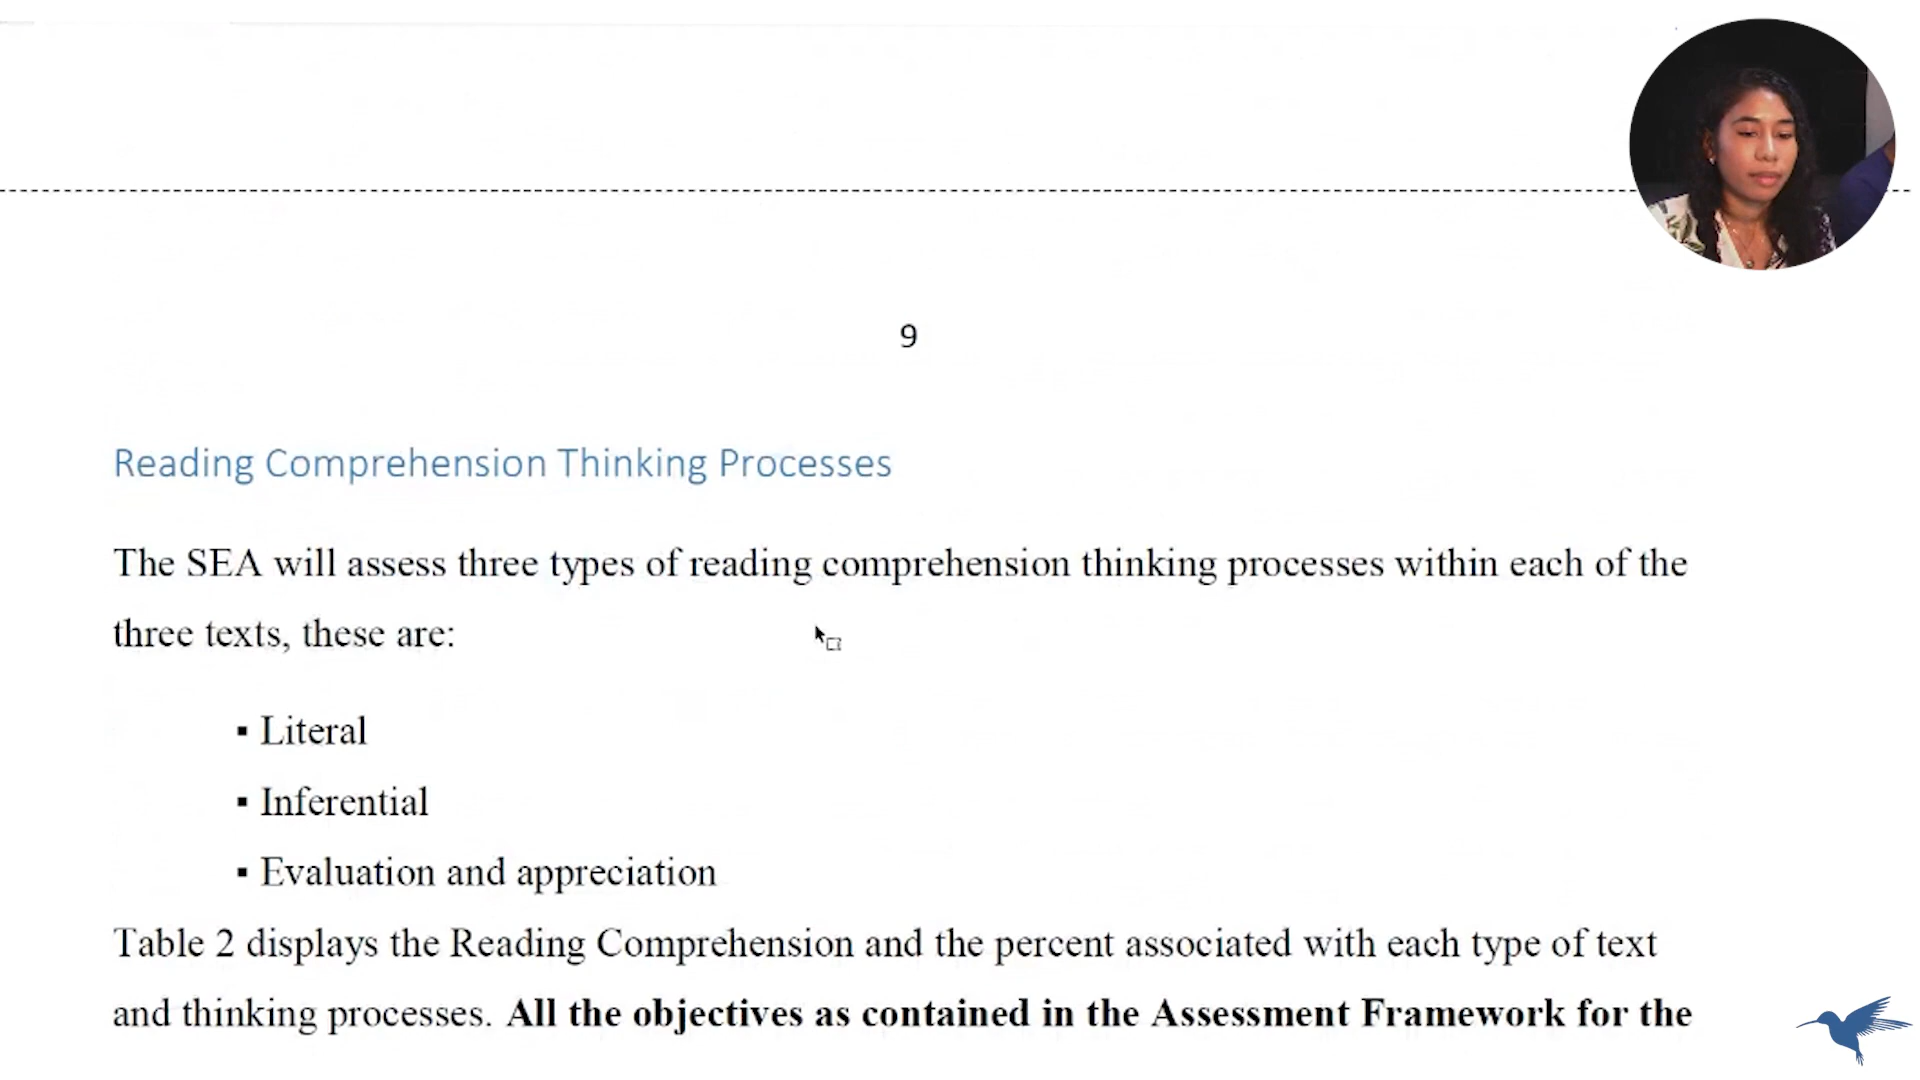 9
Reading Comprehension Thinking Processes
The SEA will assess three types of reading comprehension thinking processes within each of the
three texts, these are:
▪ Literal
▪ Inferential
▪ Evaluation and appreciation
Table 2 displays the Reading Comprehension and the percent associated with each type of text
and thinking processes. All the objectives as contained in the Assessment Framework for the